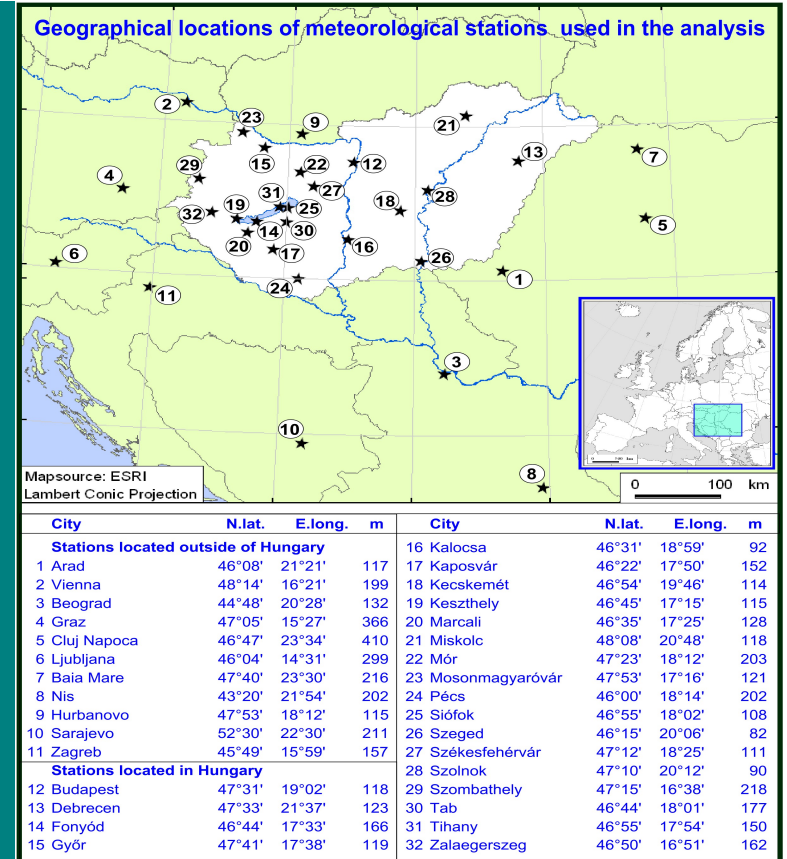 Geographical locations of meteorological stations used in the analysis
2
23
9
21
15
22
12
13
7
29
4
27
31
18
28
32
19
25
5
14
30
20
17
16
6
26
24
1
11
3
10
8
100 km
Mapsource: ESRI
Lambert Conic Projection
0 100 km
City N.lat. E.long. m
Stations located outside of Hungary
1 Arad 46°08' 21°21' 117
2 Vienna 48°14' 16°21' 199
3 Beograd 44°48' 20°28' 132
4 Graz 47°05' 15°27' 366
5 Cluj Napoca 46°47' 23°34' 410
6 Ljubljana 46°04' 14°31' 299
7 Baia Mare 47°40' 23°30' 216
8 Nis 43°20' 21°54' 202
9 Hurbanovo 47°53' 18°12' 115
10 Sarajevo 52°30' 22°30' 211
11 Zagreb 45°49' 15°59' 157
Stations located in Hungary
12 Budapest 47°31' 19°02' 118
13 Debrecen 47°33' 21°37' 123
14 Fonyód 46°44' 17°33' 166
15 Győr 47°41' 17°38' 119
City N.lat. E.long. m
16 Kalocsa 46°31' 18°59' 92
17 Kaposvár 46°22' 17°50' 152
18 Kecskemét 46°54' 19°46' 114
19 Keszthely 46°45' 17°15' 115
20 Marcali 46°35' 17°25' 128
21 Miskolc 48°08' 20°48' 118
22 Mór 47°23' 18°12' 203
23 Mosonmagyaróvár 47°53' 17°16' 121
24 Pécs 46°00' 18°14' 202
25 Siófok 46°55' 18°02' 108
26 Szeged 46°15' 20°06' 82
27 Székesfehérvár 47°12' 18°25' 111
28 Szolnok 47°10' 20°12' 90
29 Szombathely 47°15' 16°38' 218
30 Tab 46°44' 18°01' 177
31 Tihany 46°55' 17°54' 150
32 Zalaegerszeg 46°50' 16°51' 162